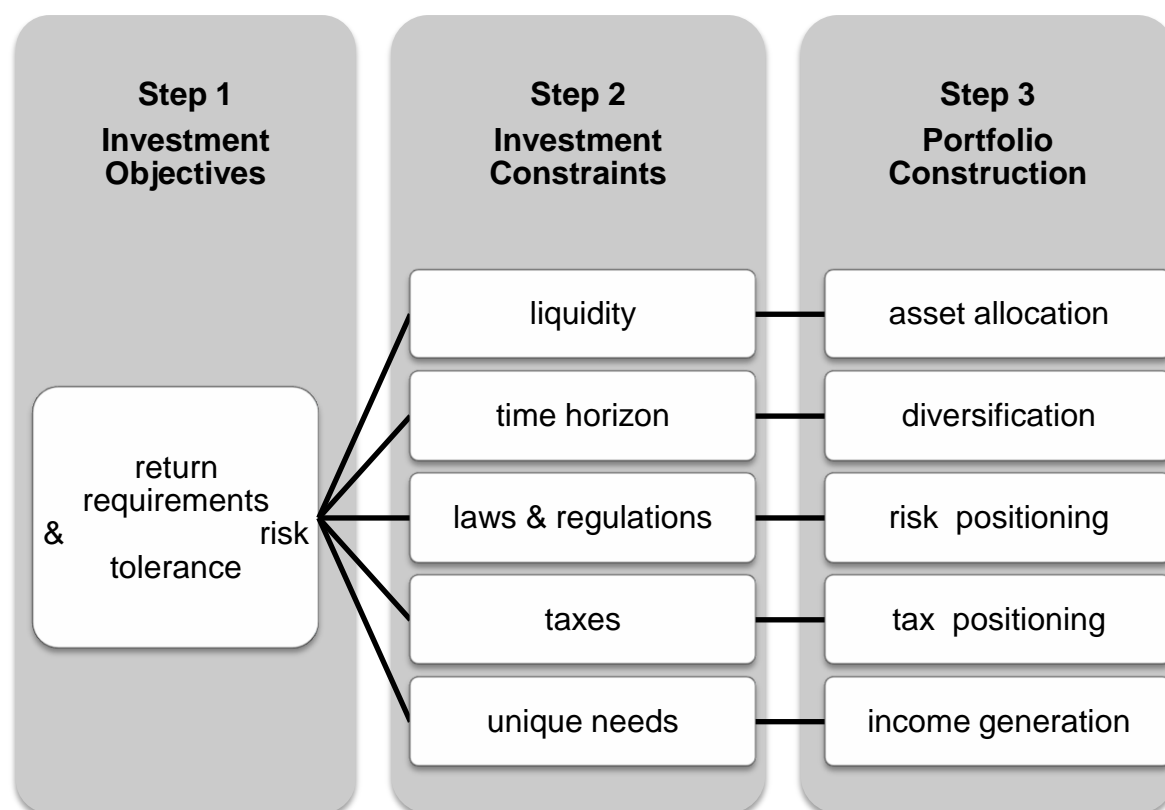 Step 1
Investment
Objectives
return
requirements
& risk
tolerance
Step 2
Investment
Constraints
liquidity
time horizon
laws & regulations
taxes
unique needs
Step 3
Portfolio
Construction
asset allocation
diversification
risk positioning
tax positioning
income generation